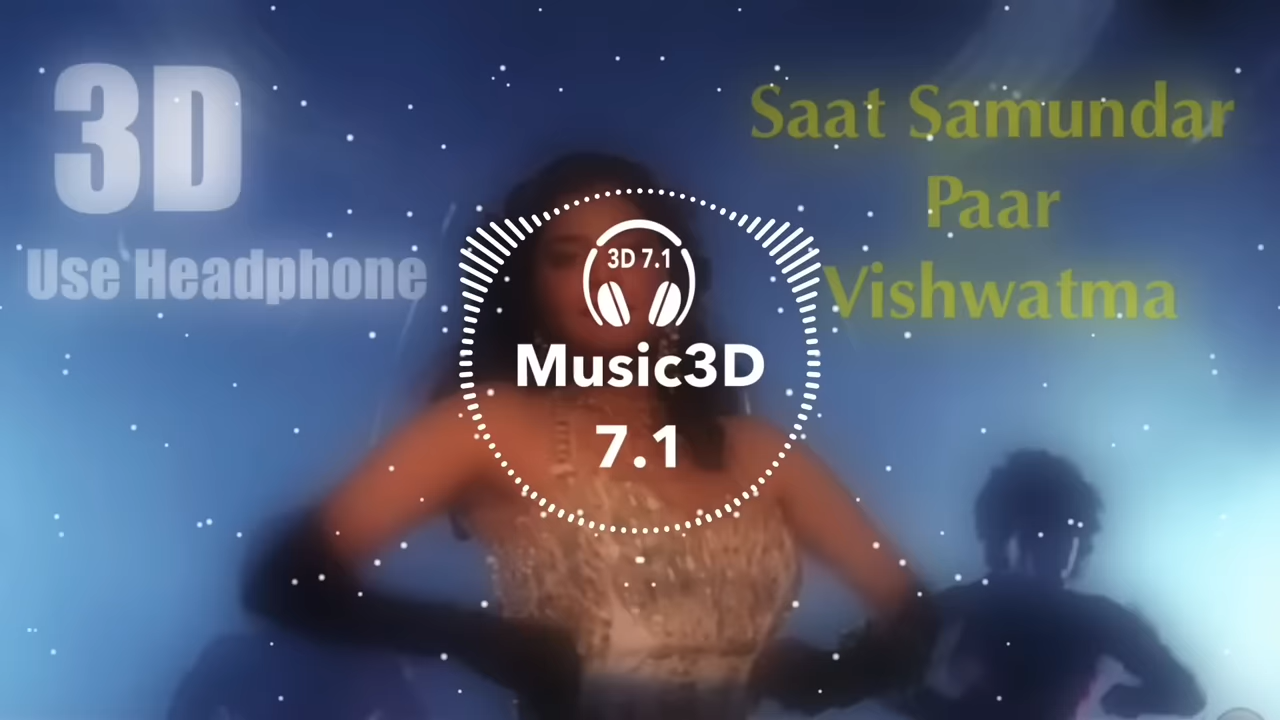 3D
Use Headphone
Saat Samundar
Paar
Vishwatma
3D 7.1
Music3D
7.1